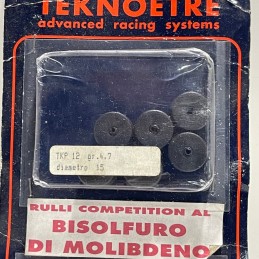 TEKNOETRE
advanced racing systems
TKP 12 gr.4.7
diametro 15
RULLI COMPETITION AL
BISOLFURO
DI MOLIBDENO